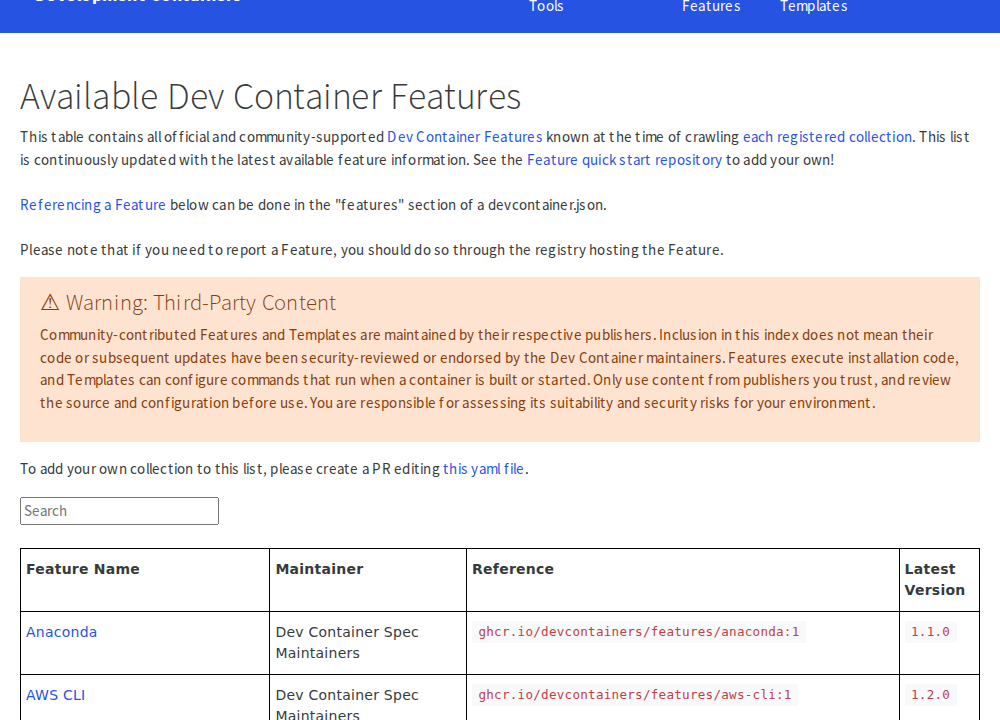 Tools Features Templates
Available Dev Container Features
This table contains all official and community-supported Dev Container Features known at the time of crawling each registered collection. This list
is continuously updated with the latest available feature information. See the Feature quick start repository to add your own!
Referencing a Feature below can be done in the "features" section of a devcontainer.json.
Please note that if you need to report a Feature, you should do so through the registry hosting the Feature.
⚠ Warning: Third-Party Content
Community-contributed Features and Templates are maintained by their respective publishers. Inclusion in this index does not mean their
code or subsequent updates have been security-reviewed or endorsed by the Dev Container maintainers. Features execute installation code,
and Templates can configure commands that run when a container is built or started. Only use content from publishers you trust, and review
the source and configuration before use. You are responsible for assessing its suitability and security risks for your environment.
To add your own collection to this list, please create a PR editing this yaml file.
Search
Feature Name Maintainer Reference Latest
Version
Anaconda Dev Container Spec ghcr.io/devcontainers/features/anaconda:1 1.1.0
Maintainers
AWS CLI Dev Container Spec ghcr.io/devcontainers/features/aws-cli:1 1.2.0
Maintainers